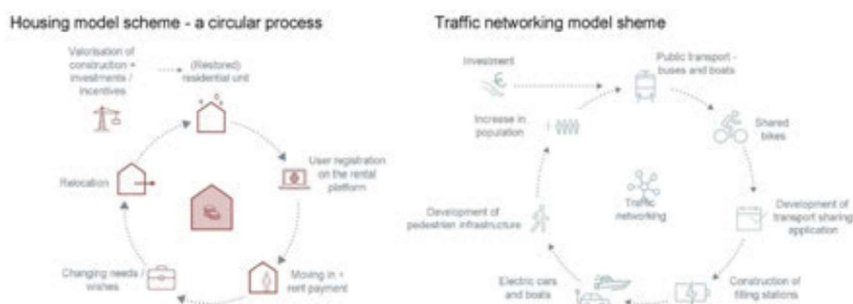 Housing model scheme - a circular process
Valorisation of
construction +
investments /
incentives
(Restored)
residential unit
User registration
on the rental
platform
Moving in +
rent payment
Changing needs /
wishes
Relocation
Traffic networking model sheme
Investment
Public transport -
buses and boats
Shared
bikes
Development of
transport sharing
application
Construction of
filling stations
Electric cars
and boats
Development of
pedestrian infrastructure
Increase in
population
Traffic
networking